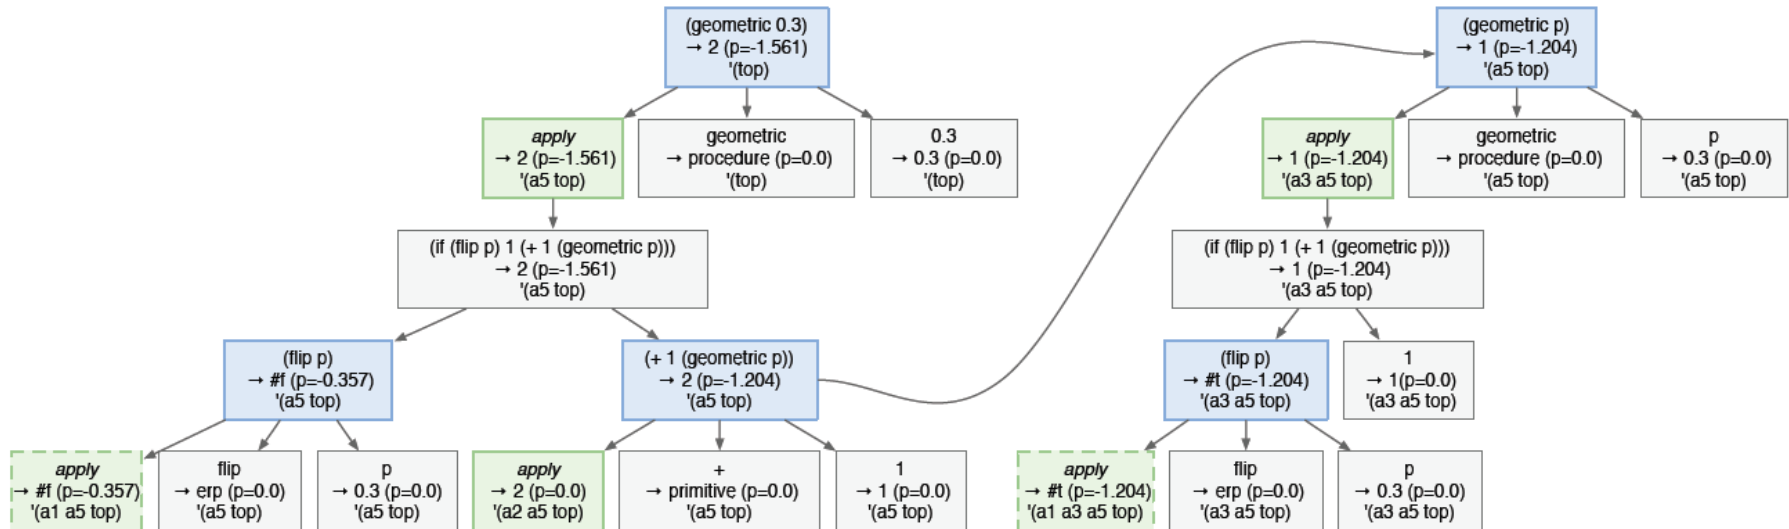 (geometric 0.3)
→ 2 (p=-1.561)
'(top)
(geometric p)
→ 1 (p=-1.204)
'(a5 top)
apply
→ 2 (p=-1.561)
'(a5 top)
geometric
→ procedure (p=0.0)
'(top)
0.3
→ 0.3 (p=0.0)
'(top)
apply
→ 1 (p=-1.204)
'(a3 a5 top)
geometric
→ procedure (p=0.0)
'(a5 top)
p
→ 0.3 (p=0.0)
'(a5 top)
(if (flip p) 1 (+ 1 (geometric p)))
→ 2 (p=-1.561)
'(a5 top)
(if (flip p) 1 (+ 1 (geometric p)))
→ 1 (p=-1.204)
'(a3 a5 top)
(flip p)
→ #f (p=-0.357)
'(a5 top)
(+ 1 (geometric p))
→ 2 (p=-1.204)
'(a5 top)
(flip p)
→ #t (p=-1.204)
'(a3 a5 top)
1
→ 1(p=0.0)
'(a3 a5 top)
apply
→ #f (p=-0.357)
'(a1 a5 top)
flip
→ erp (p=0.0)
'(a5 top)
p
→ 0.3 (p=0.0)
'(a5 top)
apply
→ 2 (p=0.0)
'(a2 a5 top)
+
→ primitive (p=0.0)
'(a5 top)
1
→ 1 (p=0.0)
'(a5 top)
apply
→ #t (p=-1.204)
'(a1 a3 a5 top)
flip
→ erp (p=0.0)
'(a3 a5 top)
p
→ 0.3 (p=0.0)
'(a3 a5 top)